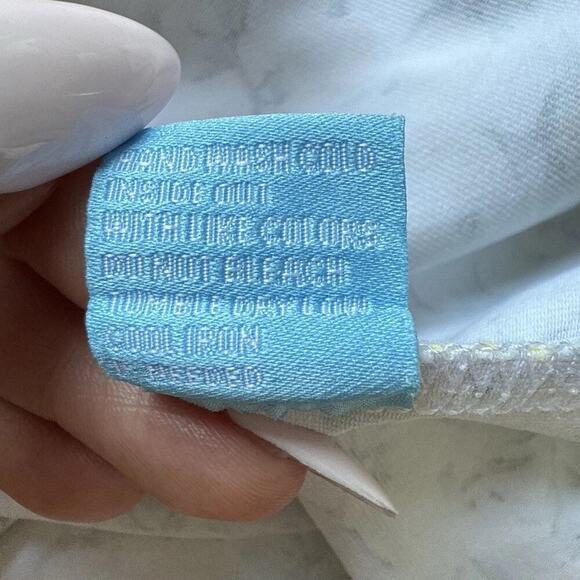 HAND WASH COLD
INSIDE OUT
WITH LIKE COLORS
DO NOT BLEACH
TUMBLE DRY LOW
COOL IRON
IF NEEDED